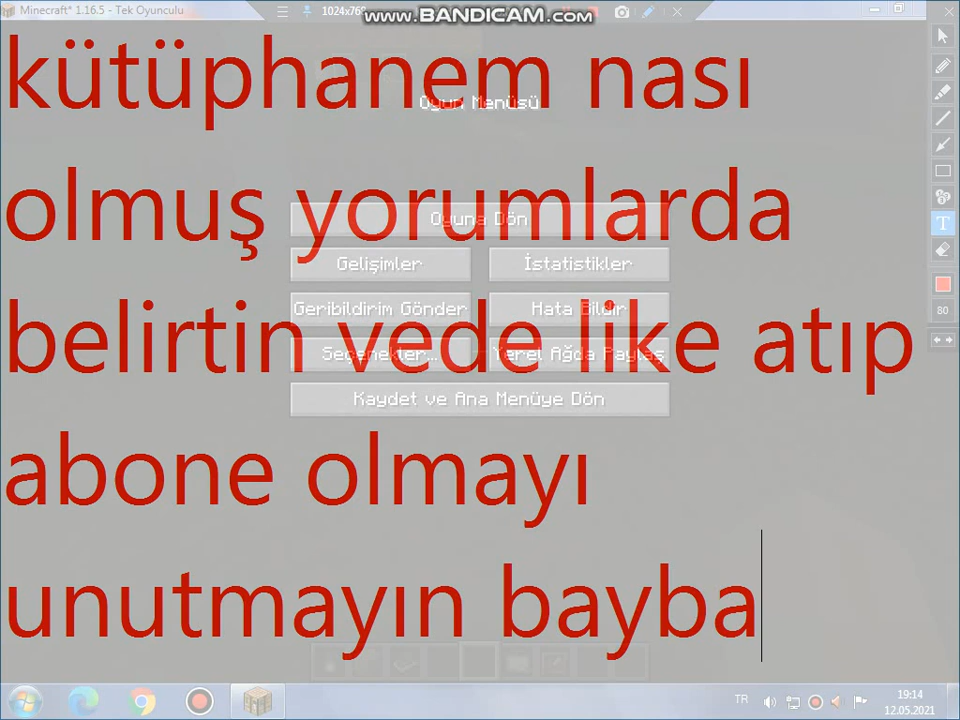 Minecraft* 1.16.5 - Tek Oyunculu
1024x768
www.BANDICAM.com
kütüphanem nası
Oyun Menüsü
olmuş yorumlarda
Oyuna Dön
Gelişimler
İstatistikler
Geribildirim Gönder
Hata Bildir
belirtin vede like atıp
Seçenekler...
Yerel Ağda Paylaş
Kaydet ve Ana Menüye Dön
abone olmayı
unutmayın bayba
T
80
TR
19:14
12.05.2021